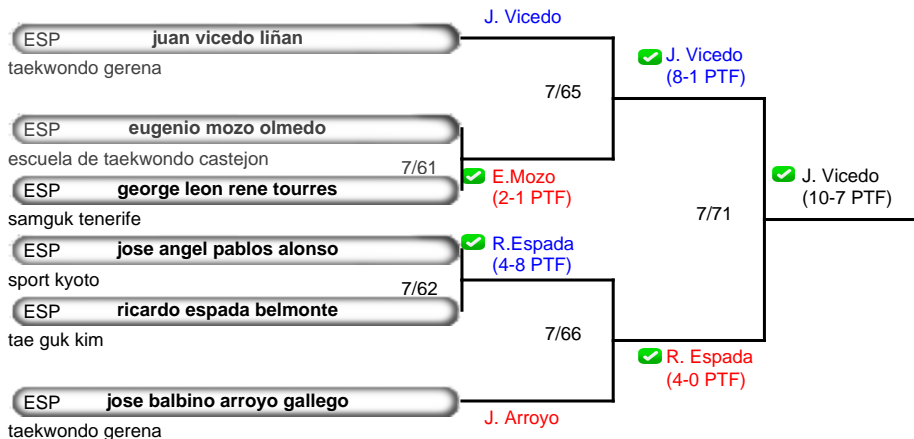 J. Vicedo
ESP juan vicedo liñan
taekwondo gerena
J. Vicedo
(8-1 PTF)
7/65
ESP eugenio mozo olmedo
escuela de taekwondo castejon
7/61
E.Mozo
(2-1 PTF)
ESP george leon rene tourres
samguk tenerife
J. Vicedo
(10-7 PTF)
7/71
ESP jose angel pablos alonso
sport kyoto
R.Espada
(4-8 PTF)
7/62
ESP ricardo espada belmonte
tae guk kim
7/66
R. Espada
(4-0 PTF)
ESP jose balbino arroyo gallego
taekwondo gerena
J. Arroyo